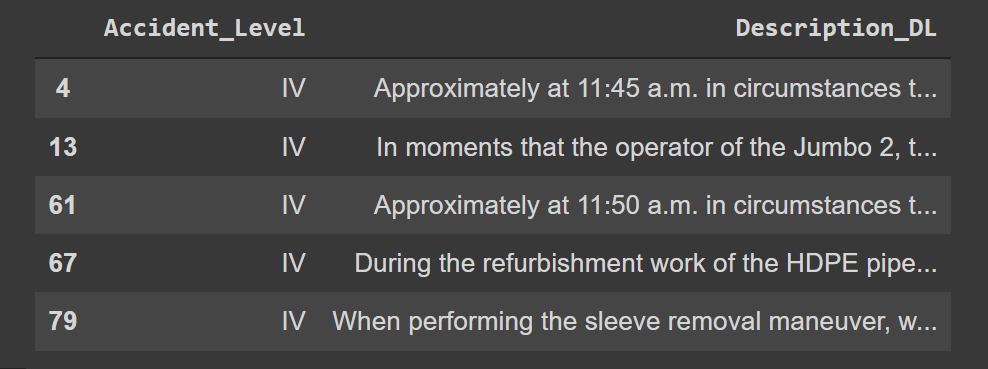 Accident_Level Description_DL
4 IV Approximately at 11:45 a.m. in circumstances t...
13 IV In moments that the operator of the Jumbo 2, t...
61 IV Approximately at 11:50 a.m. in circumstances t...
67 IV During the refurbishment work of the HDPE pipe...
79 IV When performing the sleeve removal maneuver, w...